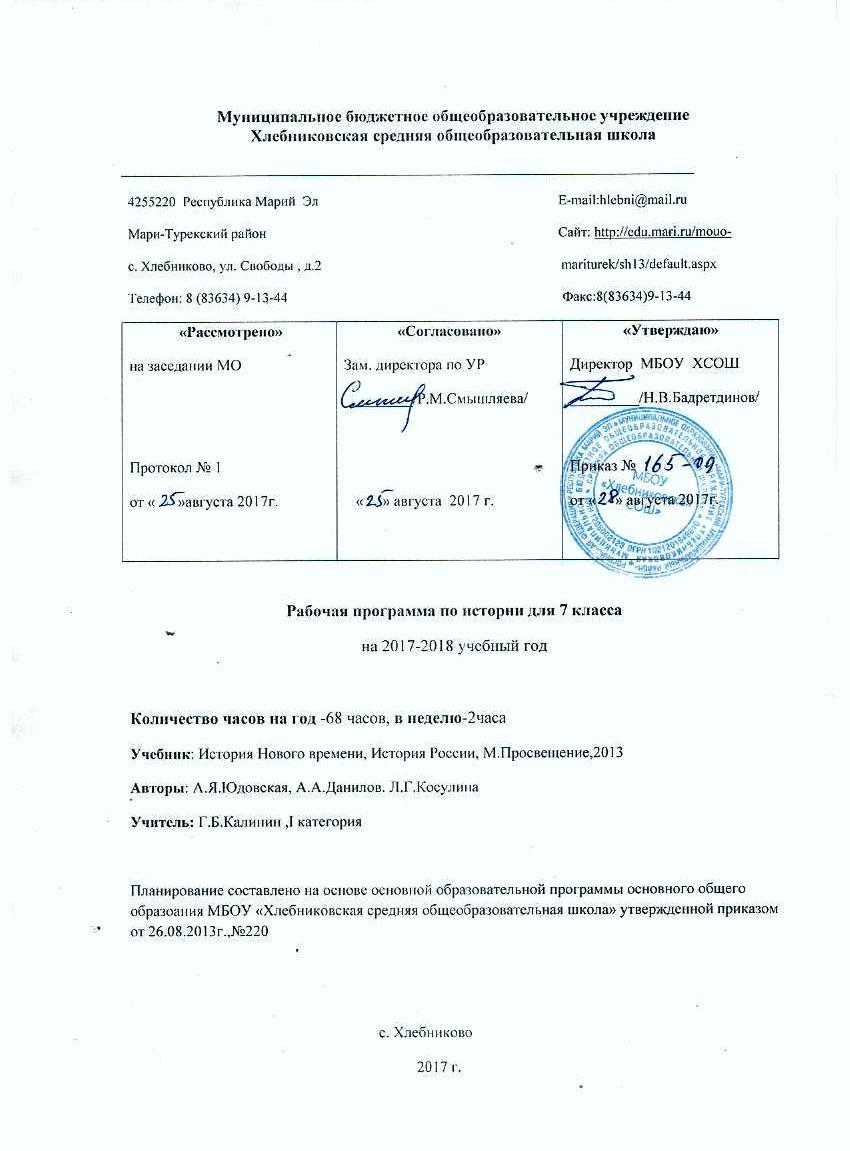 Муниципальное бюджетное общеобразовательное учреждение
Хлебниковская средняя общеобразовательная школа
4255220 Республика Марий Эл
E-mail:hlebni@mail.ru
Мари-Турекский район
Сайт: http://edu.mari.ru/mouo-
с. Хлебниково, ул. Свободы , д.2
mariturek/sh13/default.aspx
Телефон: 8 (83634) 9-13-44
Факс:8(83634)9-13-44
«Рассмотрено»
на заседании МО
Протокол № 1
от « 25 »августа 2017г.
«Согласовано»
Зам. директора по УР
Р.М.Смышляева/
«25» августа 2017 г.
«Утверждаю»
Директор МБОУ ХСОШ
/Н.В.Бадретдинов/
Приказ № 165-09
от «28» августа 2017г.
МБОУ
«Хлебниковская
СОШ»
Рабочая программа по истории для 7 класса
на 2017-2018 учебный год
Количество часов на год -68 часов, в неделю-2часа
Учебник: История Нового времени, История России, М.Просвещение,2013
Авторы: А.Я.Юдовская, А.А.Данилов. Л.Г.Косулина
Учитель: Г.Б.Калинин ,I категория
Планирование составлено на основе основной образовательной программы основного общего
образоания МБОУ «Хлебниковская средняя общеобразовательная школа» утвержденной приказом
от 26.08.2013г.,№220
с. Хлебниково
2017 г.